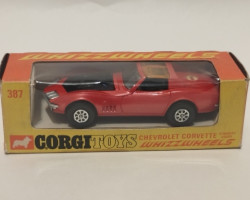 WHIZZWHEELS
387
CORGI TOYS
CHEVROLET CORVETTE
WHIZZWHEELS